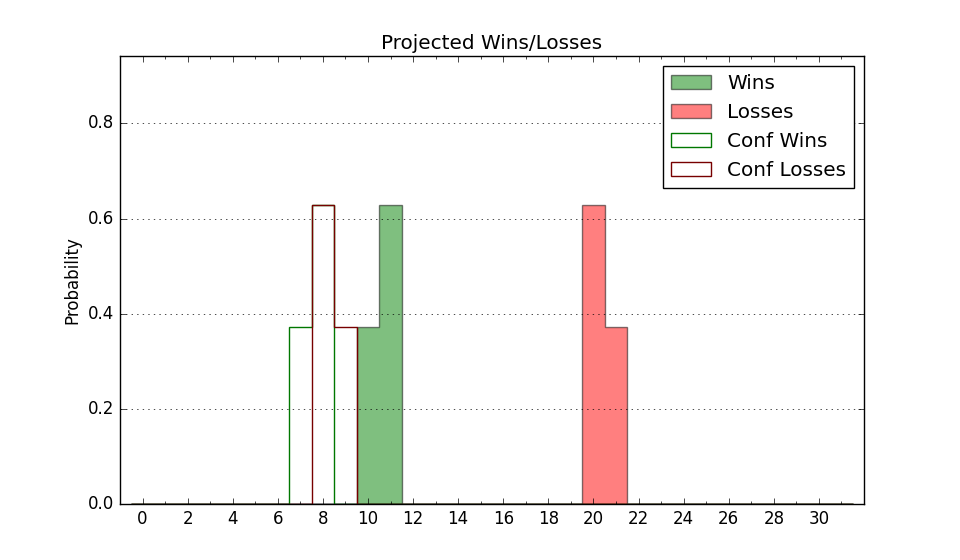 Projected Wins/Losses
Wins
Losses
Conf Wins
Conf Losses
Probability
0.8
0.6
0.4
0.2
0.0
0 2 4 6 8 10 12 14 16 18 20 22 24 26 28 30